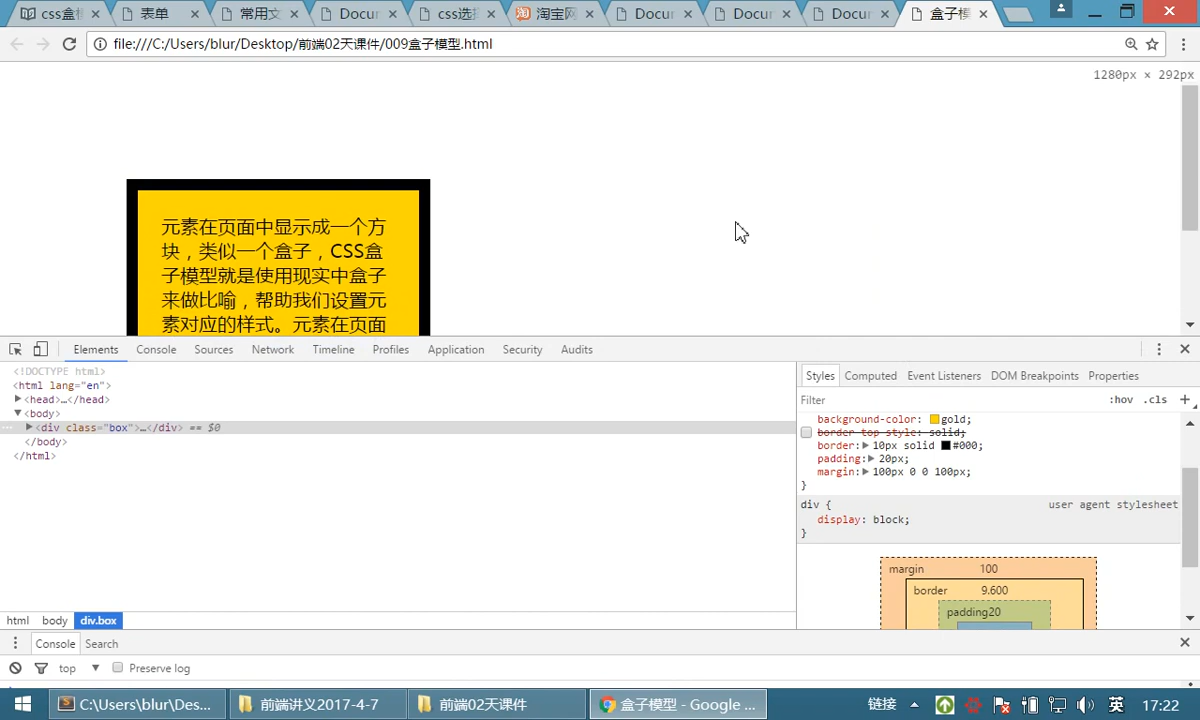 css盒模 表单 常用文 Docum Docum css选择 淘宝网 Docum Docum Docum 盒子模
file:///C:/Users/blur/Desktop/前端02天课件/009盒子模型.html
1280px x 292px
元素在页面中显示成一个方
块，类似一个盒子，CSS盒
子模型就是使用现实中盒子
来做比喻，帮助我们设置元
素对应的样式。元素在页面
Elements Console Sources Network Timeline Profiles Application Security Audits
<!DOCTYPE html>
<html lang="en">
<head>…</head>
<body>
<div class="box">…</div> == $0
</body>
</html>
html body div.box
Styles Computed Event Listeners DOM Breakpoints Properties
Filter :hov .cls +
background-color: gold;
border-top-style: solid;
border: 10px solid #000;
padding: 20px;
margin: 100px 0 0 100px;
}
div { user agent stylesheet
display: block;
}
margin 100
border 9.600
padding20
Console Search
top Preserve log
C:\Users\blur\Des... 前端讲义2017-4-7 前端02天课件 盒子模型 - Google ... 链接 英 17:22